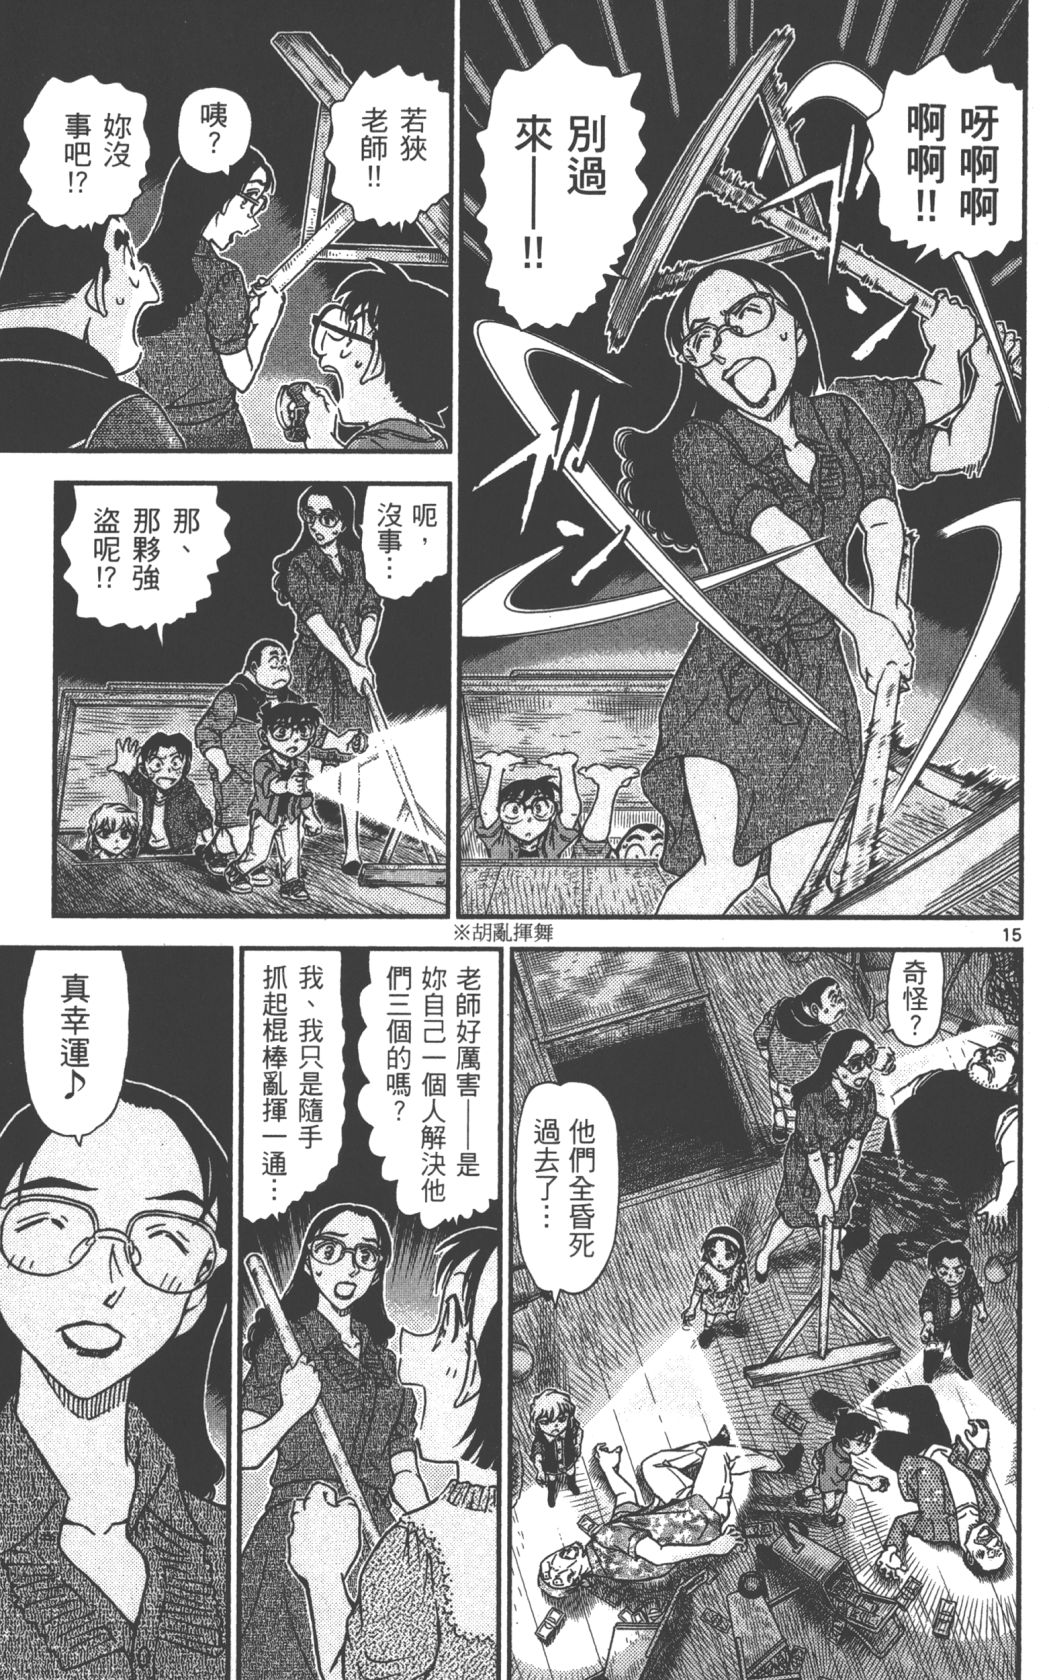 呀啊啊
啊啊!!
別過
來──!!
ブン
ブン
若狹
老師!!
咦?
妳沒
事吧!?
呃,
沒事…
那、
那夥強
盜呢!?
※胡亂揮舞
15
奇怪?
他們全昏死
過去了…
老師好厲害──是
妳自己一個人解決他
們三個的嗎?
我、我只是隨手
抓起棍棒亂揮一通…
真幸運♪